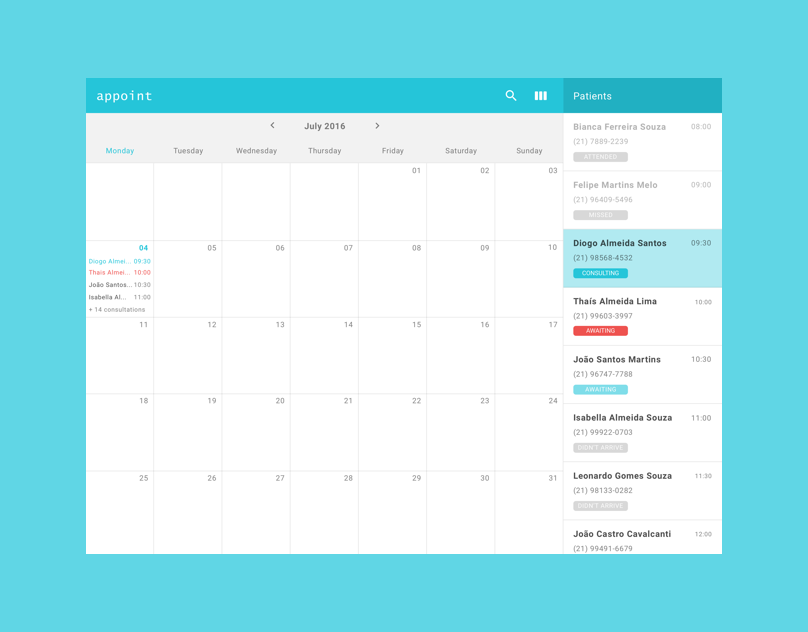 appoint
Patients
July 2016
Monday Tuesday Wednesday Thursday Friday Saturday Sunday
01 02 03
04 05 06 07 08 09 10
Diogo Almei... 09:30
Thais Almei... 10:00
João Santos... 10:30
Isabella Al... 11:00
+ 14 consultations
11 12 13 14 15 16 17
18 19 20 21 22 23 24
25 26 27 28 29 30 31
Bianca Ferreira Souza 08:00
(21) 7889-2239
ATTENDED
Felipe Martins Melo 09:00
(21) 96409-5496
MISSED
Diogo Almeida Santos 09:30
(21) 98568-4532
CONSULTING
Thaís Almeida Lima 10:00
(21) 99603-3997
AWAITING
João Santos Martins 10:30
(21) 96747-7788
AWAITING
Isabella Almeida Souza 11:00
(21) 99922-0703
DIDN'T ARRIVE
Leonardo Gomes Souza 11:30
(21) 98133-0282
DIDN'T ARRIVE
João Castro Cavalcanti 12:00
(21) 99491-6679